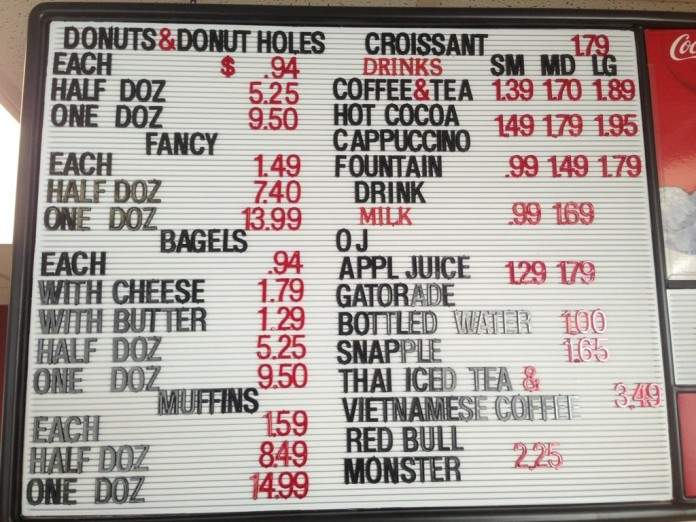 DONUTS&DONUT HOLES
EACH $ .94
HALF DOZ 5.25
ONE DOZ 9.50
FANCY
EACH 1.49
HALF DOZ 7.40
ONE DOZ 13.99
BAGELS
EACH .94
WITH CHEESE 1.79
WITH BUTTER 1.29
HALF DOZ 5.25
ONE DOZ 9.50
MUFFINS
EACH 1.59
HALF DOZ 8.49
ONE DOZ 14.99
CROISSANT 1.79
DRINKS SM MD LG
COFFEE&TEA 1.39 1.70 1.89
HOT COCOA 1.49 1.79 1.95
CAPPUCCINO
FOUNTAIN .99 1.49 1.79
DRINK
MILK .99 1.69
OJ
APPL JUICE 1.29 1.79
GATORADE
BOTTLED WATER 1.00
SNAPPLE 1.65
THAI ICED TEA &
VIETNAMESE COFFEE 3.49
RED BULL
MONSTER 2.25